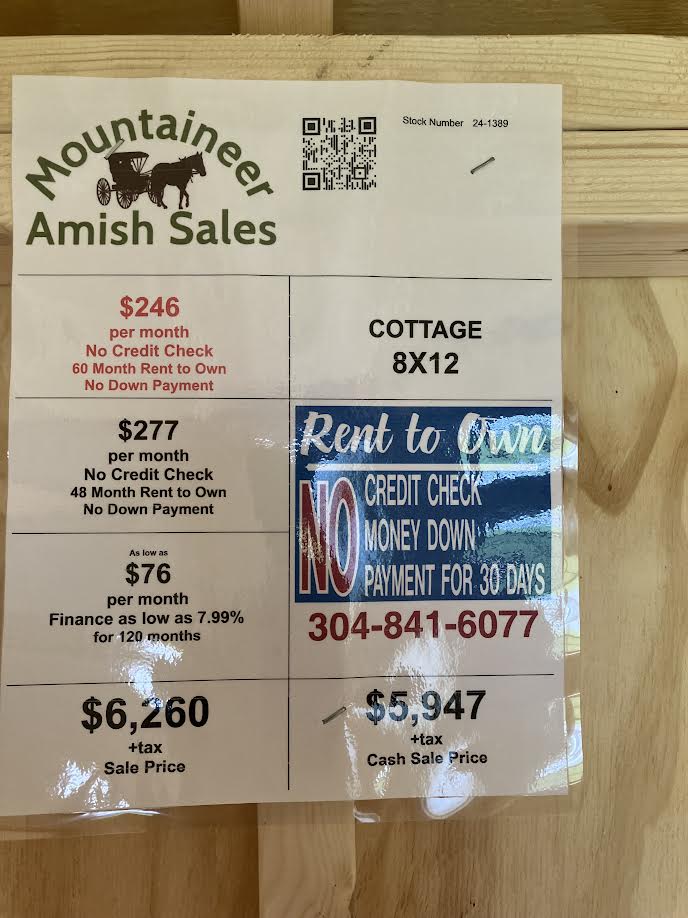 Mountaineer
Amish Sales
Stock Number 24-1389
$246
per month
No Credit Check
60 Month Rent to Own
No Down Payment
COTTAGE
8X12
$277
per month
No Credit Check
48 Month Rent to Own
No Down Payment
Rent to Own
NO
CREDIT CHECK
MONEY DOWN
PAYMENT FOR 30 DAYS
304-841-6077
As low as
$76
per month
Finance as low as 7.99%
for 120 months
$6,260
+tax
Sale Price
$5,947
+tax
Cash Sale Price